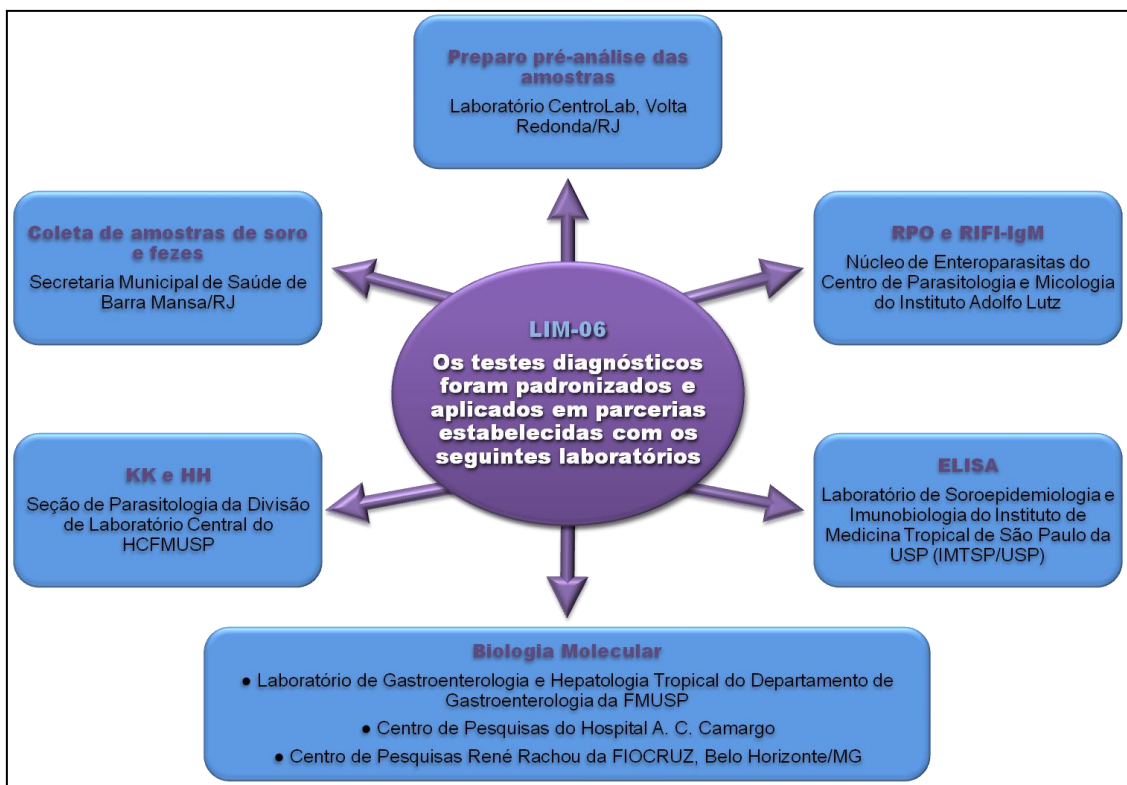 Preparo pré-análise das
amostras
Laboratório CentroLab, Volta
Redonda/RJ
Coleta de amostras de soro
e fezes
Secretaria Municipal de Saúde de
Barra Mansa/RJ
RPO e RIFI-IgM
Núcleo de Enteroparasitas do
Centro de Parasitologia e Micologia
do Instituto Adolfo Lutz
LIM-06
Os testes diagnósticos
foram padronizados e
aplicados em parcerias
estabelecidas com os
seguintes laboratórios
KK e HH
Seção de Parasitologia da Divisão
de Laboratório Central do
HCFMUSP
ELISA
Laboratório de Soroepidemiologia e
Imunobiologia do Instituto de
Medicina Tropical de São Paulo da
USP (IMTSP/USP)
Biologia Molecular
● Laboratório de Gastroenterologia e Hepatologia Tropical do Departamento de
Gastroenterologia da FMUSP
● Centro de Pesquisas do Hospital A. C. Camargo
● Centro de Pesquisas René Rachou da FIOCRUZ, Belo Horizonte/MG